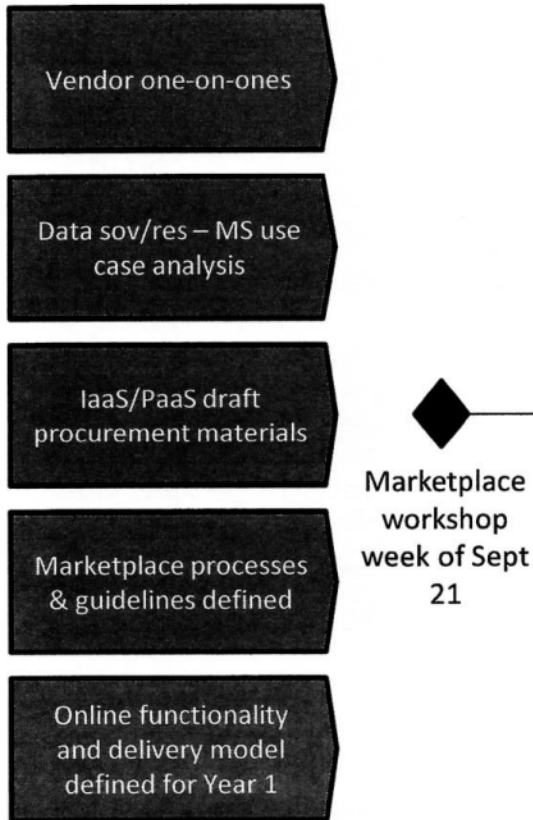 Vendor one-on-ones
Data sov/res – MS use
case analysis
IaaS/PaaS draft
procurement materials
Marketplace processes
& guidelines defined
Online functionality
and delivery model
defined for Year 1
Marketplace
workshop
week of Sept
21